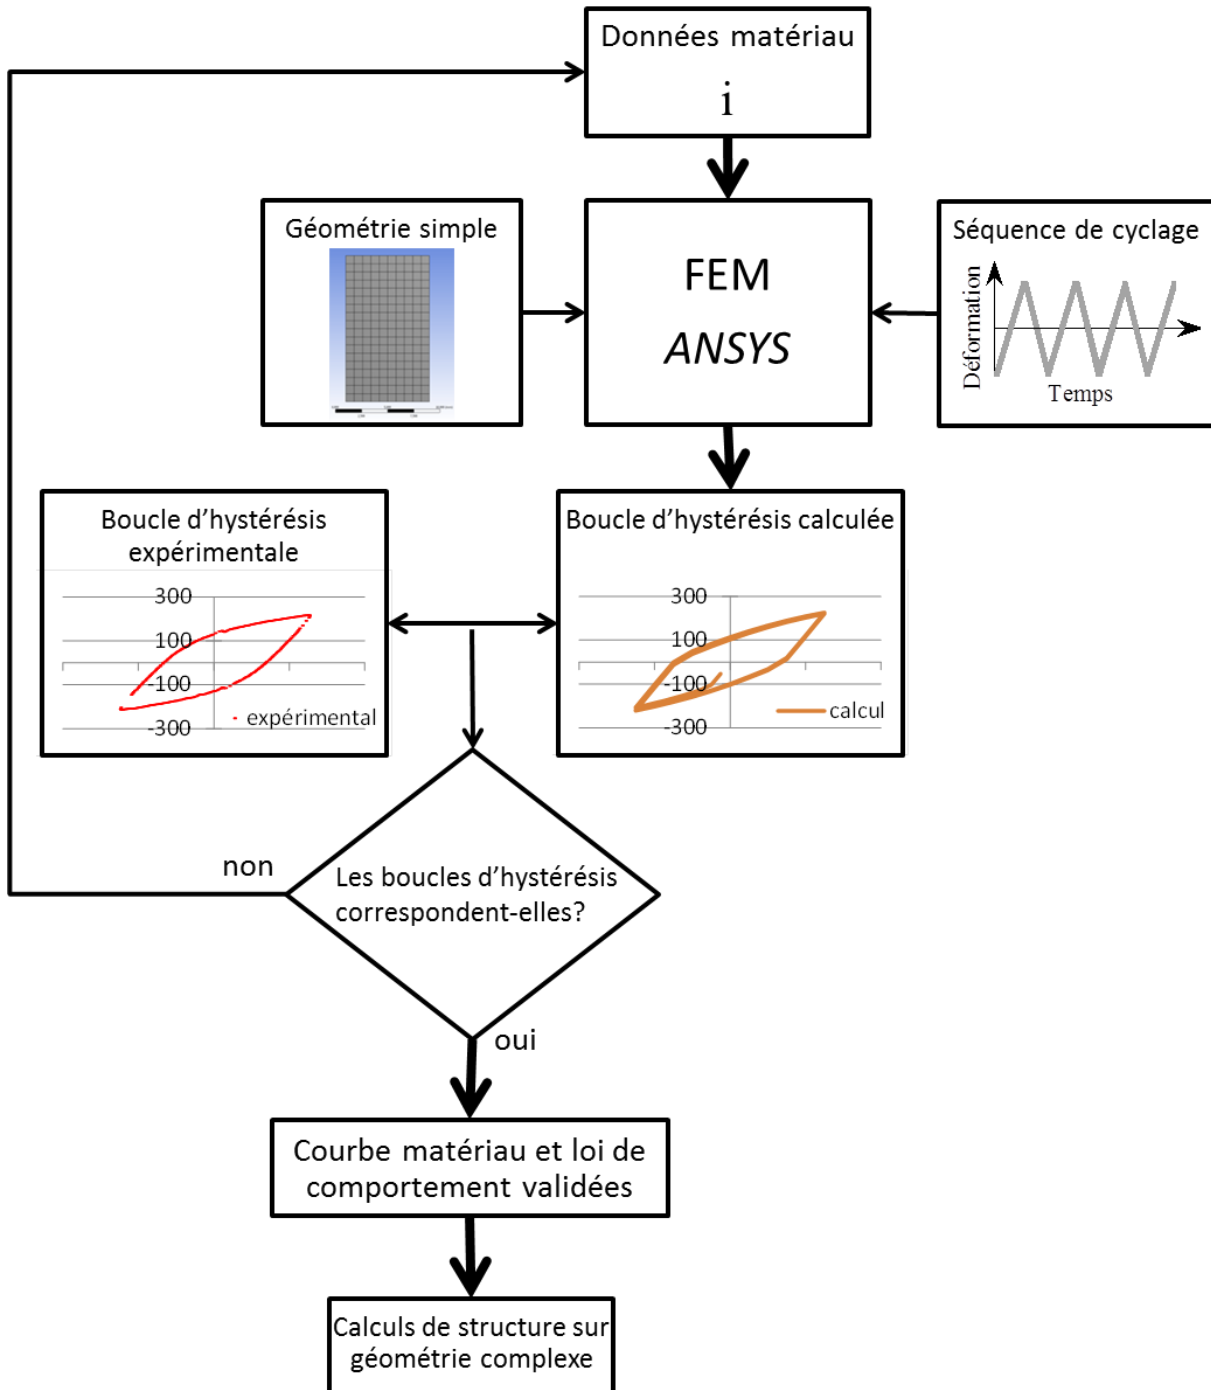 Données matériau
i
Géométrie simple
FEM
ANSYS
Séquence de cyclage
Déformation
Temps
Boucle d'hystérésis
expérimentale
300
100
-100
-300
expérimental
Boucle d'hystérésis calculée
300
100
-100
-300
calcul
non
Les boucles d'hystérésis
correspondent-elles?
oui
Courbe matériau et loi de
comportement validées
Calculs de structure sur
géométrie complexe